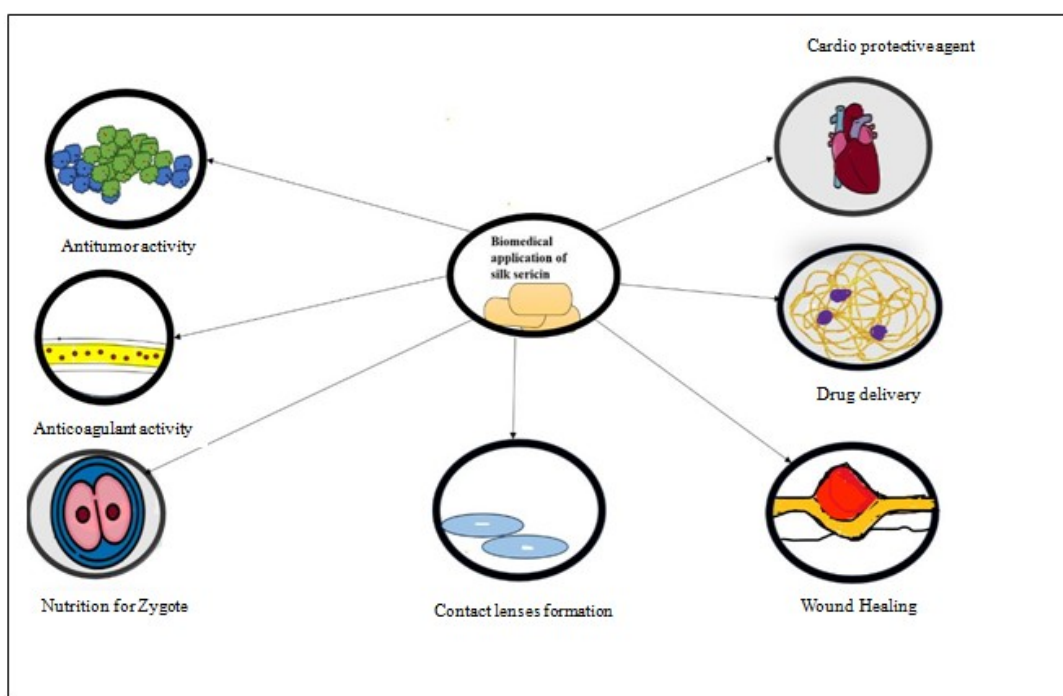 Cardio protective agent
Antitumor activity
Biomedical
application of
silk sericin
Drug delivery
Anticoagulant activity
Nutrition for Zygote
Contact lenses formation
Wound Healing